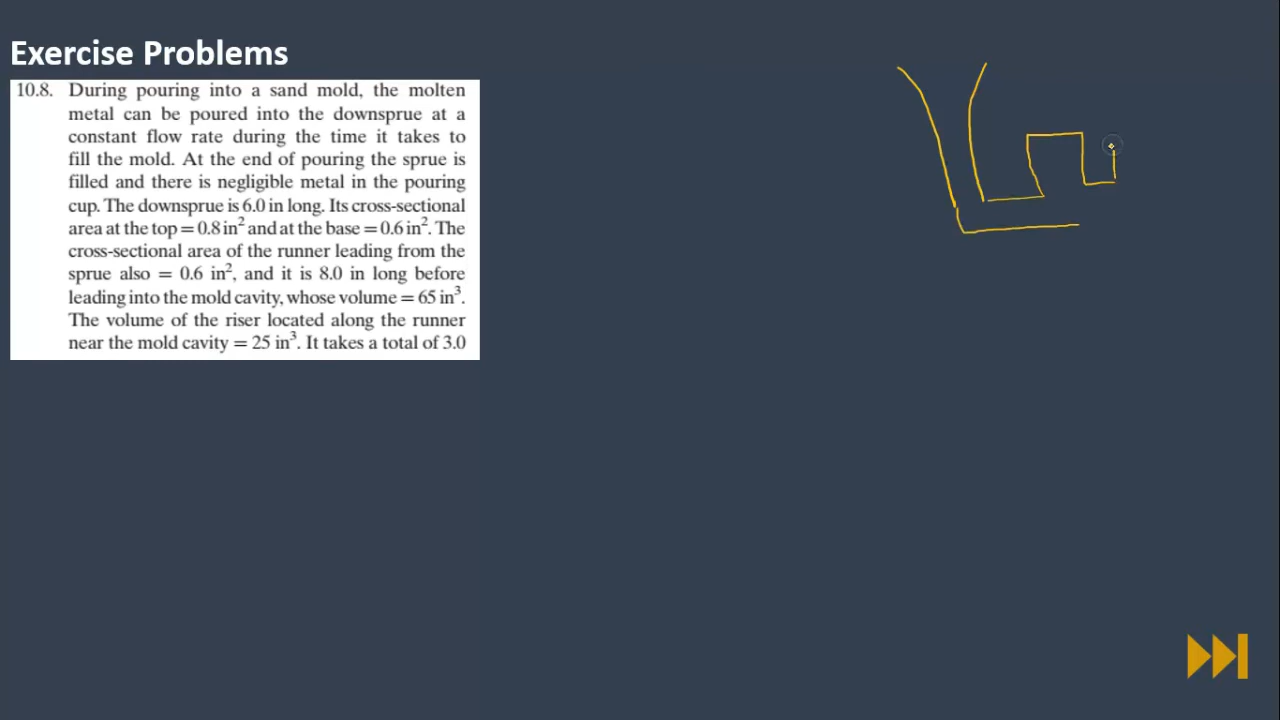 Exercise Problems
10.8. During pouring into a sand mold, the molten
metal can be poured into the downsprue at a
constant flow rate during the time it takes to
fill the mold. At the end of pouring the sprue is
filled and there is negligible metal in the pouring
cup. The downsprue is 6.0 in long. Its cross-sectional
area at the top = 0.8 in² and at the base = 0.6 in². The
cross-sectional area of the runner leading from the
sprue also = 0.6 in², and it is 8.0 in long before
leading into the mold cavity, whose volume = 65 in³.
The volume of the riser located along the runner
near the mold cavity = 25 in³. It takes a total of 3.0